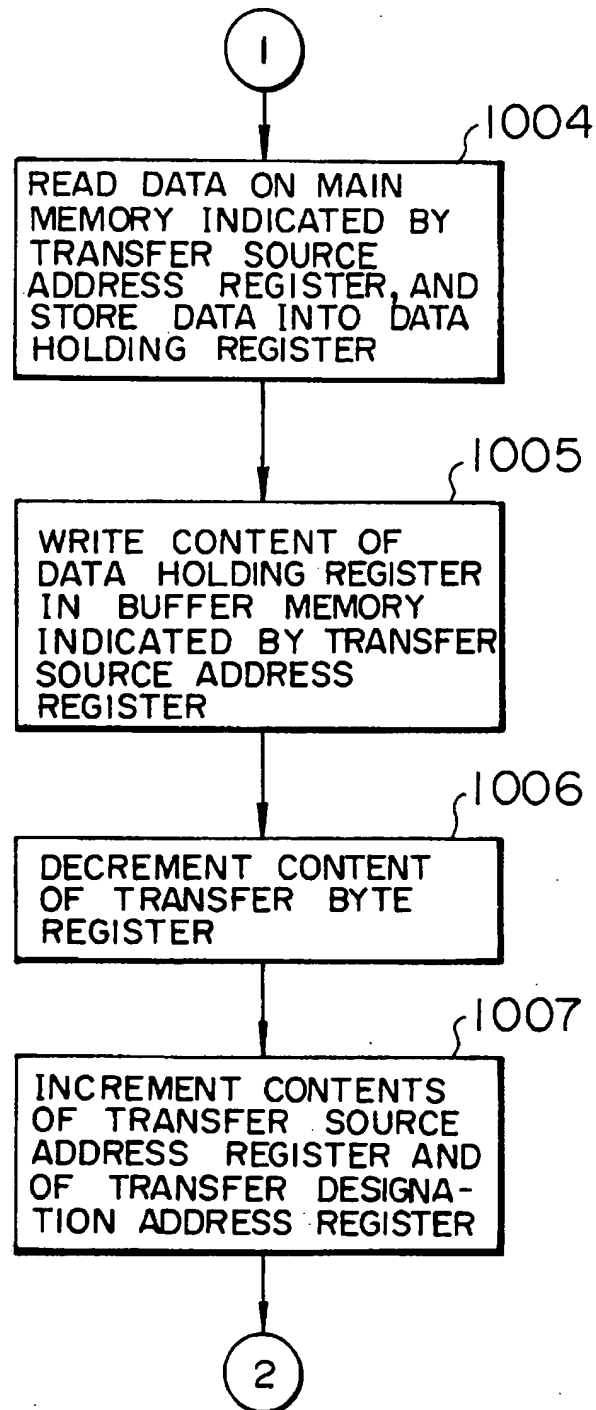 1
1004
READ DATA ON MAIN
MEMORY INDICATED BY
TRANSFER SOURCE
ADDRESS REGISTER, AND
STORE DATA INTO DATA
HOLDING REGISTER
1005
WRITE CONTENT OF
DATA HOLDING REGISTER
IN BUFFER MEMORY
INDICATED BY TRANSFER
SOURCE ADDRESS
REGISTER
1006
DECREMENT CONTENT
OF TRANSFER BYTE
REGISTER
1007
INCREMENT CONTENTS
OF TRANSFER SOURCE
ADDRESS REGISTER AND
OF TRANSFER DESIGNA-
TION ADDRESS REGISTER
2